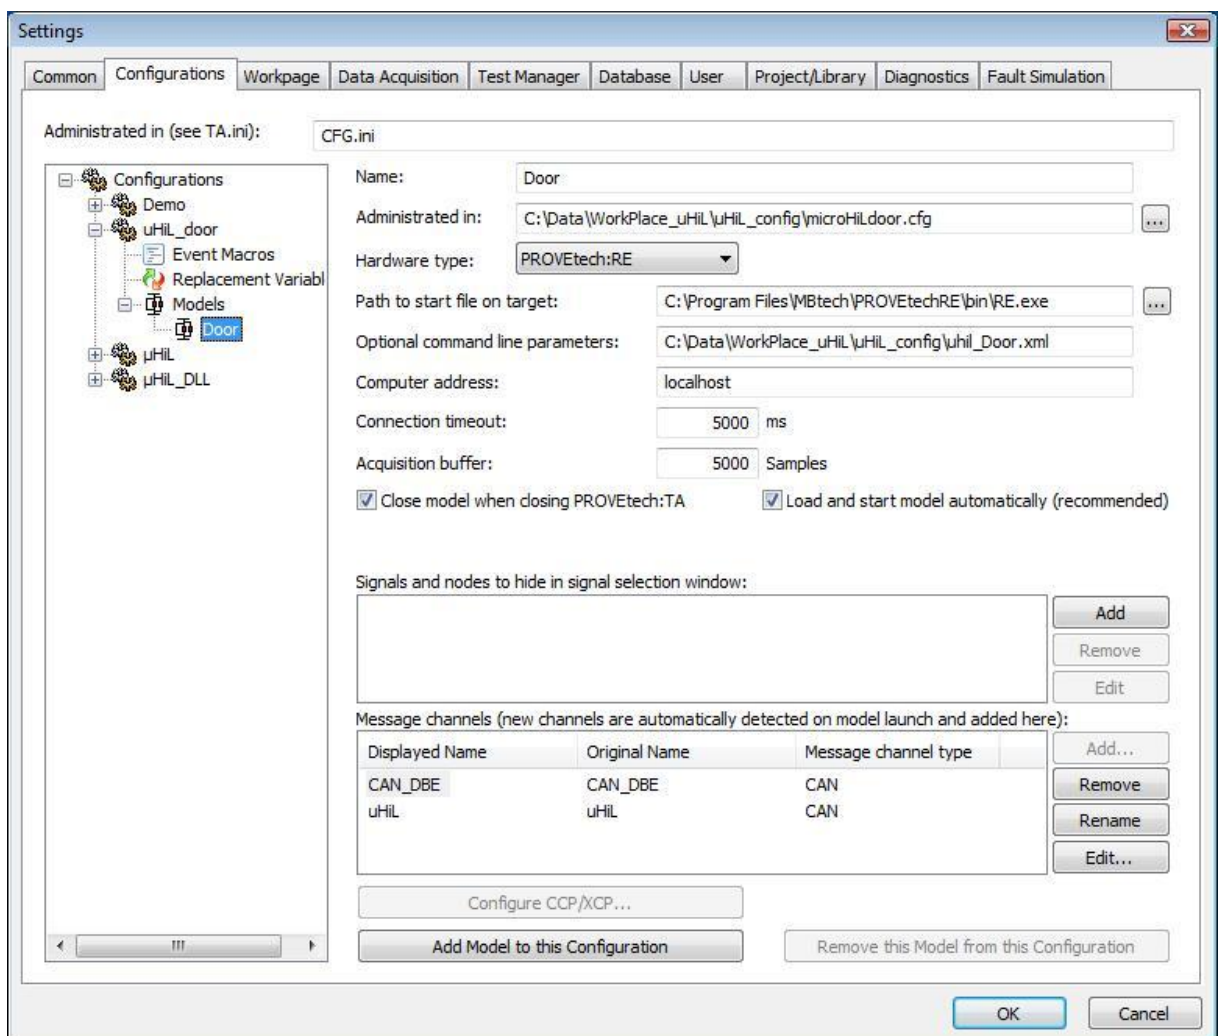 Settings
Common Configurations Workpage Data Acquisition Test Manager Database User Project/Library Diagnostics Fault Simulation
Administrated in (see TA.ini): CFG.ini
Configurations
Demo
uHiL_door
Event Macros
Replacement Variabl
Models
Door
µHiL
µHiL_DLL
Name: Door
Administrated in: C:\Data\WorkPlace_uHiL\uHiL_config\microHiLdoor.cfg ...
Hardware type: PROVEtech:RE
Path to start file on target: C:\Program Files\MBtech\PROVEtechRE\bin\RE.exe ...
Optional command line parameters: C:\Data\WorkPlace_uHiL\uHiL_config\uhil_Door.xml
Computer address: localhost
Connection timeout: 5000 ms
Acquisition buffer: 5000 Samples
Close model when closing PROVEtech:TA Load and start model automatically (recommended)
Signals and nodes to hide in signal selection window:
Add
Remove
Edit
Message channels (new channels are automatically detected on model launch and added here):
Displayed Name Original Name Message channel type Add...
CAN_DBE CAN_DBE CAN Remove
uHiL uHiL CAN Rename
Edit...
Configure CCP/XCP...
Add Model to this Configuration Remove this Model from this Configuration
OK Cancel